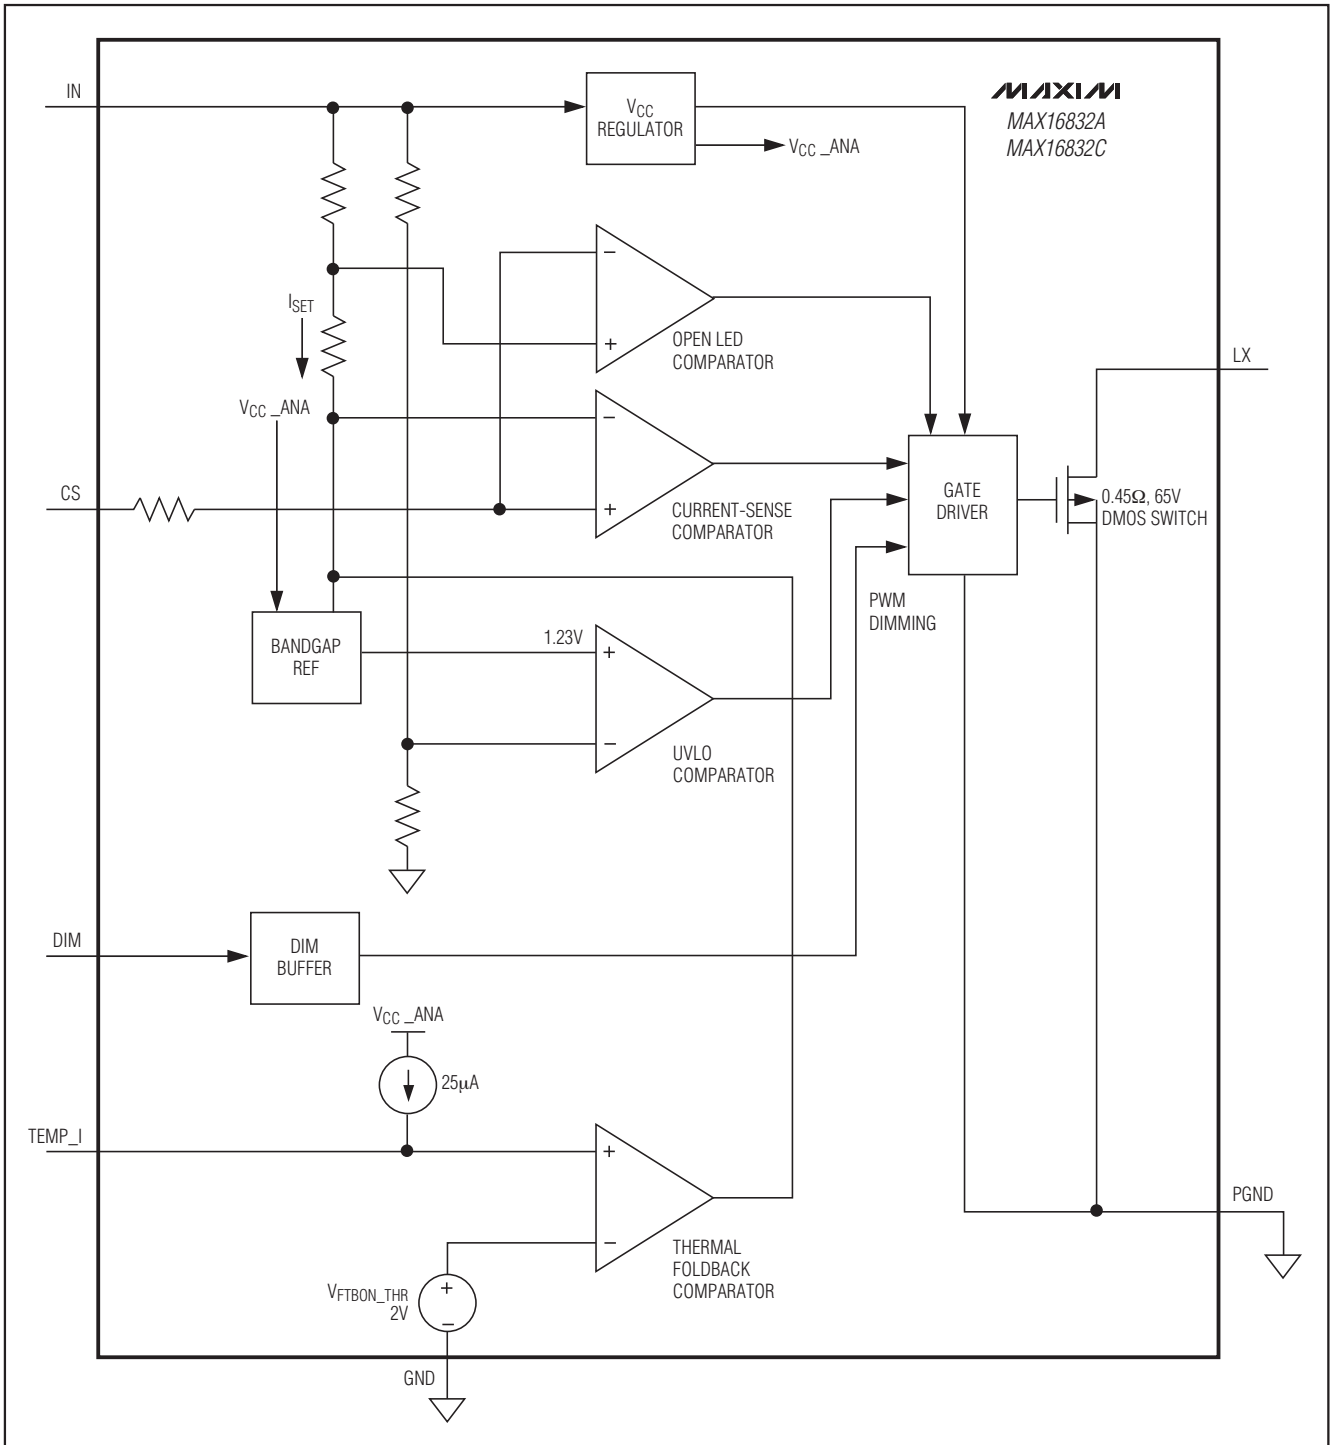 IN
VCC
REGULATOR
VCC _ANA
MAXIM
MAX16832A
MAX16832C
ISET
−
+
OPEN LED
COMPARATOR
LX
VCC _ANA
−
+
CURRENT-SENSE
COMPARATOR
CS
GATE
DRIVER
0.45Ω, 65V
DMOS SWITCH
PWM
DIMMING
BANDGAP
REF
1.23V
+
−
UVLO
COMPARATOR
DIM
DIM
BUFFER
VCC _ANA
25µA
TEMP_I
+
−
THERMAL
FOLDBACK
COMPARATOR
PGND
VFTBON_THR
2V
+
−
GND